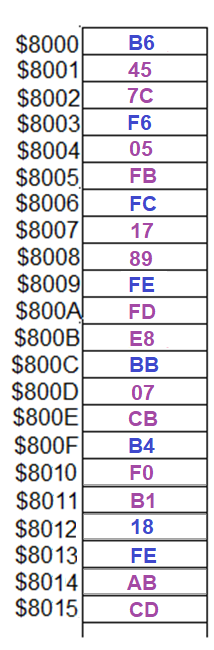 $8000 B6
$8001 45
$8002 7C
$8003 F6
$8004 05
$8005 FB
$8006 FC
$8007 17
$8008 89
$8009 FE
$800A FD
$800B E8
$800C BB
$800D 07
$800E CB
$800F B4
$8010 F0
$8011 B1
$8012 18
$8013 FE
$8014 AB
$8015 CD